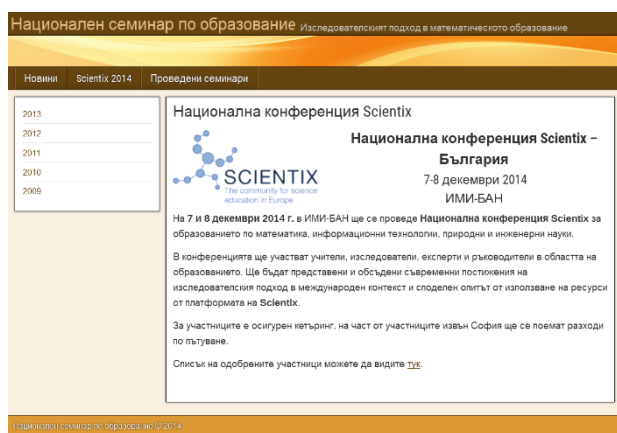 Национален семинар по образование Изследователският подход в математическото образование
Новини Scientix 2014 Проведени семинари
2013
2012
2011
2010
2009
Национална конференция Scientix
SCIENTIX
The community for science
education in Europe
Национална конференция Scientix –
България
7-8 декември 2014
ИМИ-БАН
На 7 и 8 декември 2014 г. в ИМИ-БАН ще се проведе Национална конференция Scientix за
образованието по математика, информационни технологии, природни и инженерни науки.
В конференцията ще участват учители, изследователи, експерти и ръководители в областта на
образованието. Ще бъдат представени и обсъдени съвременни постижения на
изследователския подход в международен контекст и споделен опитът от използване на ресурси
от платформата на Scientix.
За участниците е осигурен кетъринг, на част от участниците извън София ще се поемат разходи
по пътуване.
Списък на одобрените участници можете да видите тук.
Национален семинар по образование © 2014